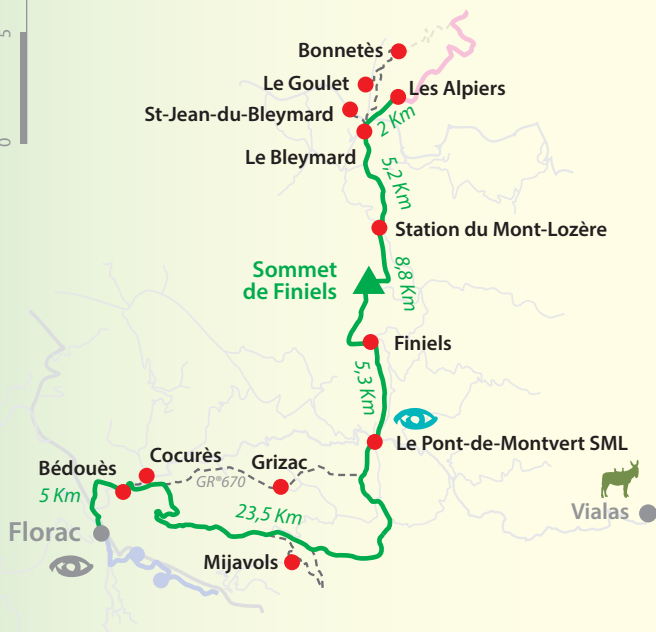 5
0
Bonnetès
Le Goulet
Les Alpiers
St-Jean-du-Bleymard
2 Km
Le Bleymard
5,2 Km
Station du Mont-Lozère
Sommet
de Finiels
8,8 Km
Finiels
5,3 Km
Le Pont-de-Montvert SML
Cocurès
Grizac
Bédouès
GR®670
5 Km
23,5 Km
Vialas
Florac
Mijavols